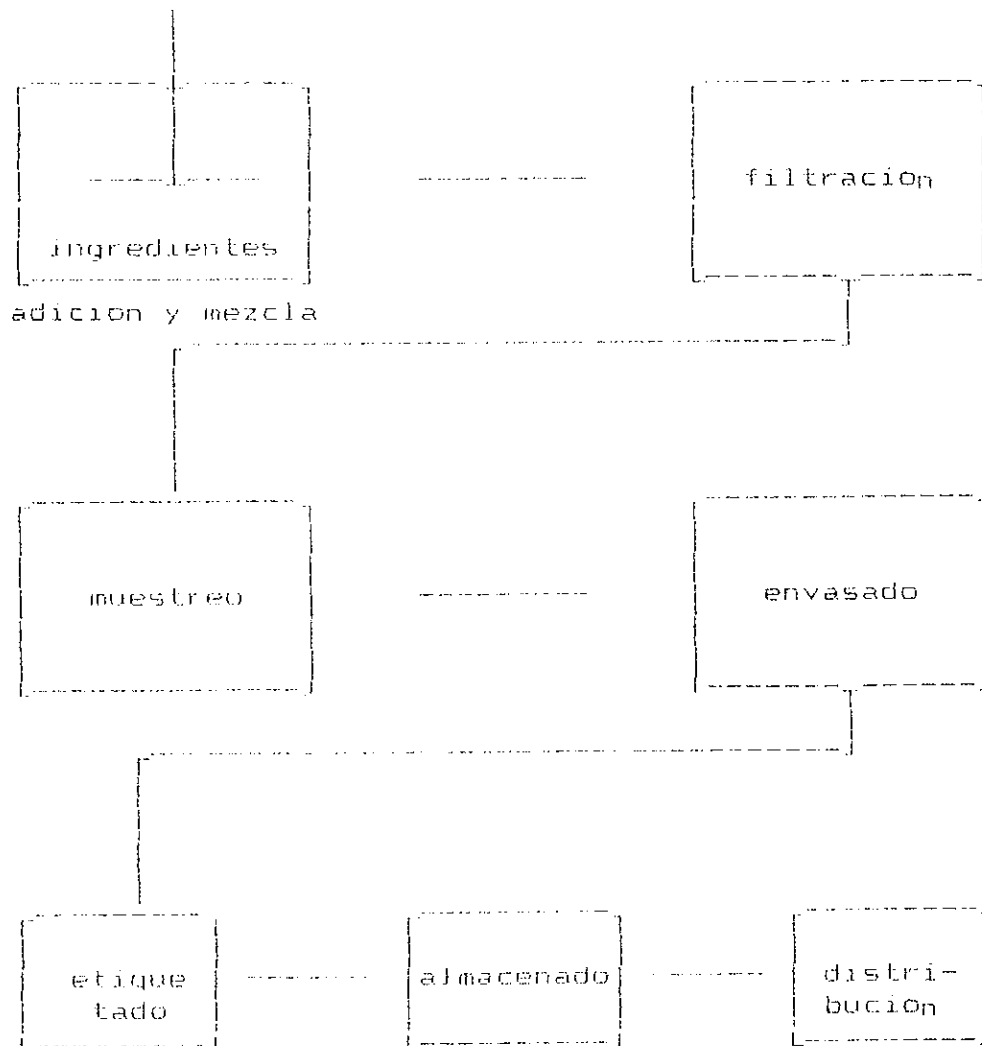 filtracion
ingredientes
adicion y mezcla
muestreo
envasado
etique
tado
almacenado
distri-
bucion